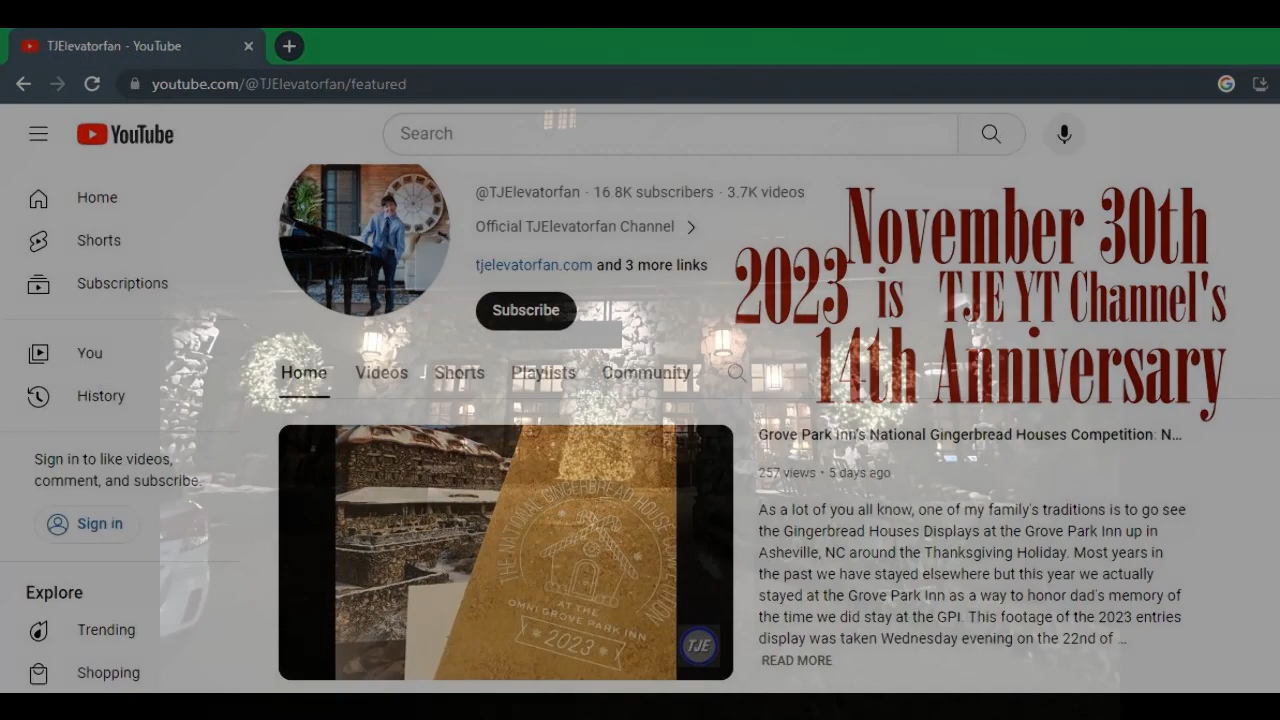 TJElevatorfan - YouTube
youtube.com/@TJElevatorfan/featured
YouTube
Search
Home
Shorts
Subscriptions
You
History
Sign in to like videos,
comment, and subscribe.
Sign in
Explore
Trending
Shopping
@TJElevatorfan · 16.8K subscribers · 3.7K videos
Official TJElevatorfan Channel
tjelevatorfan.com and 3 more links
Subscribe
November 30th
2023 is TJE YT Channel's
14th Anniversary
Home Videos Shorts Playlists Community
THE NATIONAL GINGERBREAD HOUSE COMPETITION
AT THE
OMNI GROVE PARK INN
2023
TJE
Grove Park Inn's National Gingerbread Houses Competition: N...
257 views • 5 days ago
As a lot of you all know, one of my family's traditions is to go see
the Gingerbread Houses Displays at the Grove Park Inn up in
Asheville, NC around the Thanksgiving Holiday. Most years in
the past we have stayed elsewhere but this year we actually
stayed at the Grove Park Inn as a way to honor dad's memory of
the time we did stay at the GPI. This footage of the 2023 entries
display was taken Wednesday evening on the 22nd of ...
READ MORE